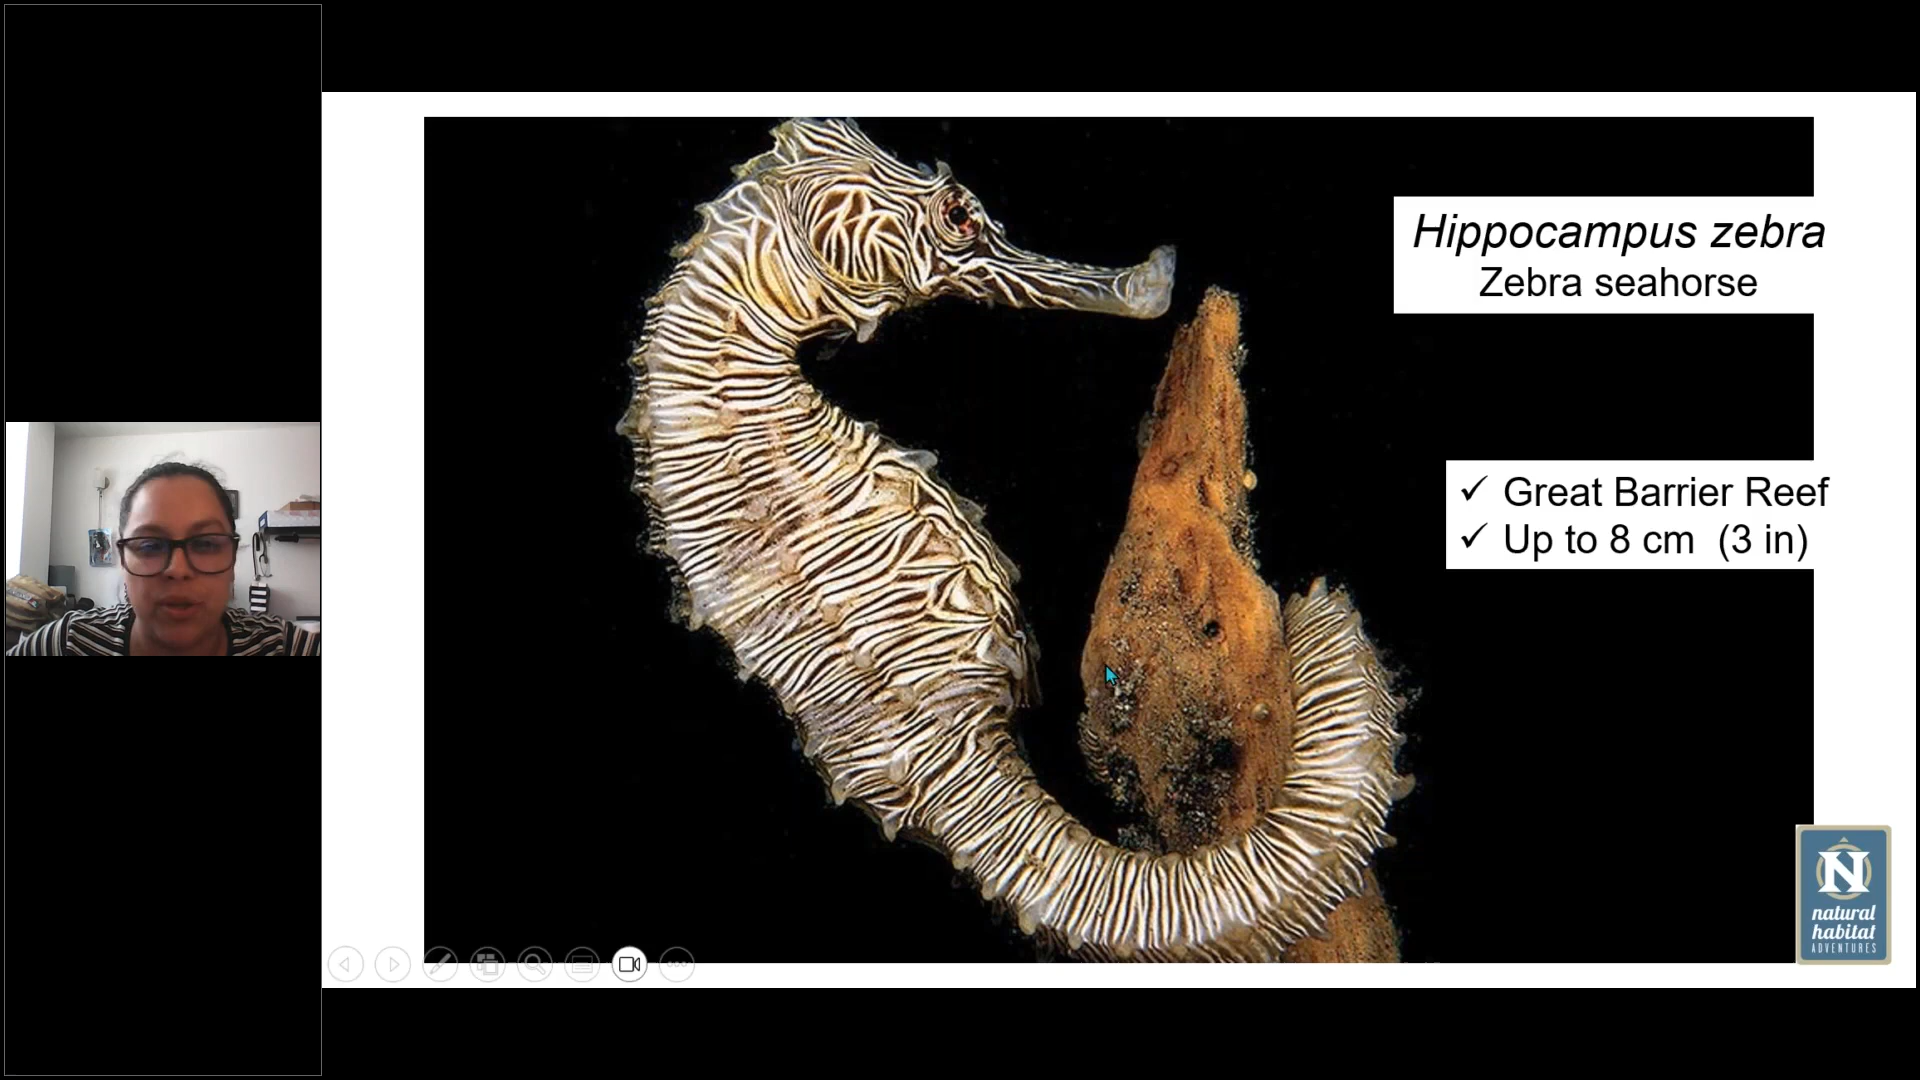 Hippocampus zebra
Zebra seahorse
✓ Great Barrier Reef
✓ Up to 8 cm (3 in)
N
natural
habitat
ADVENTURES